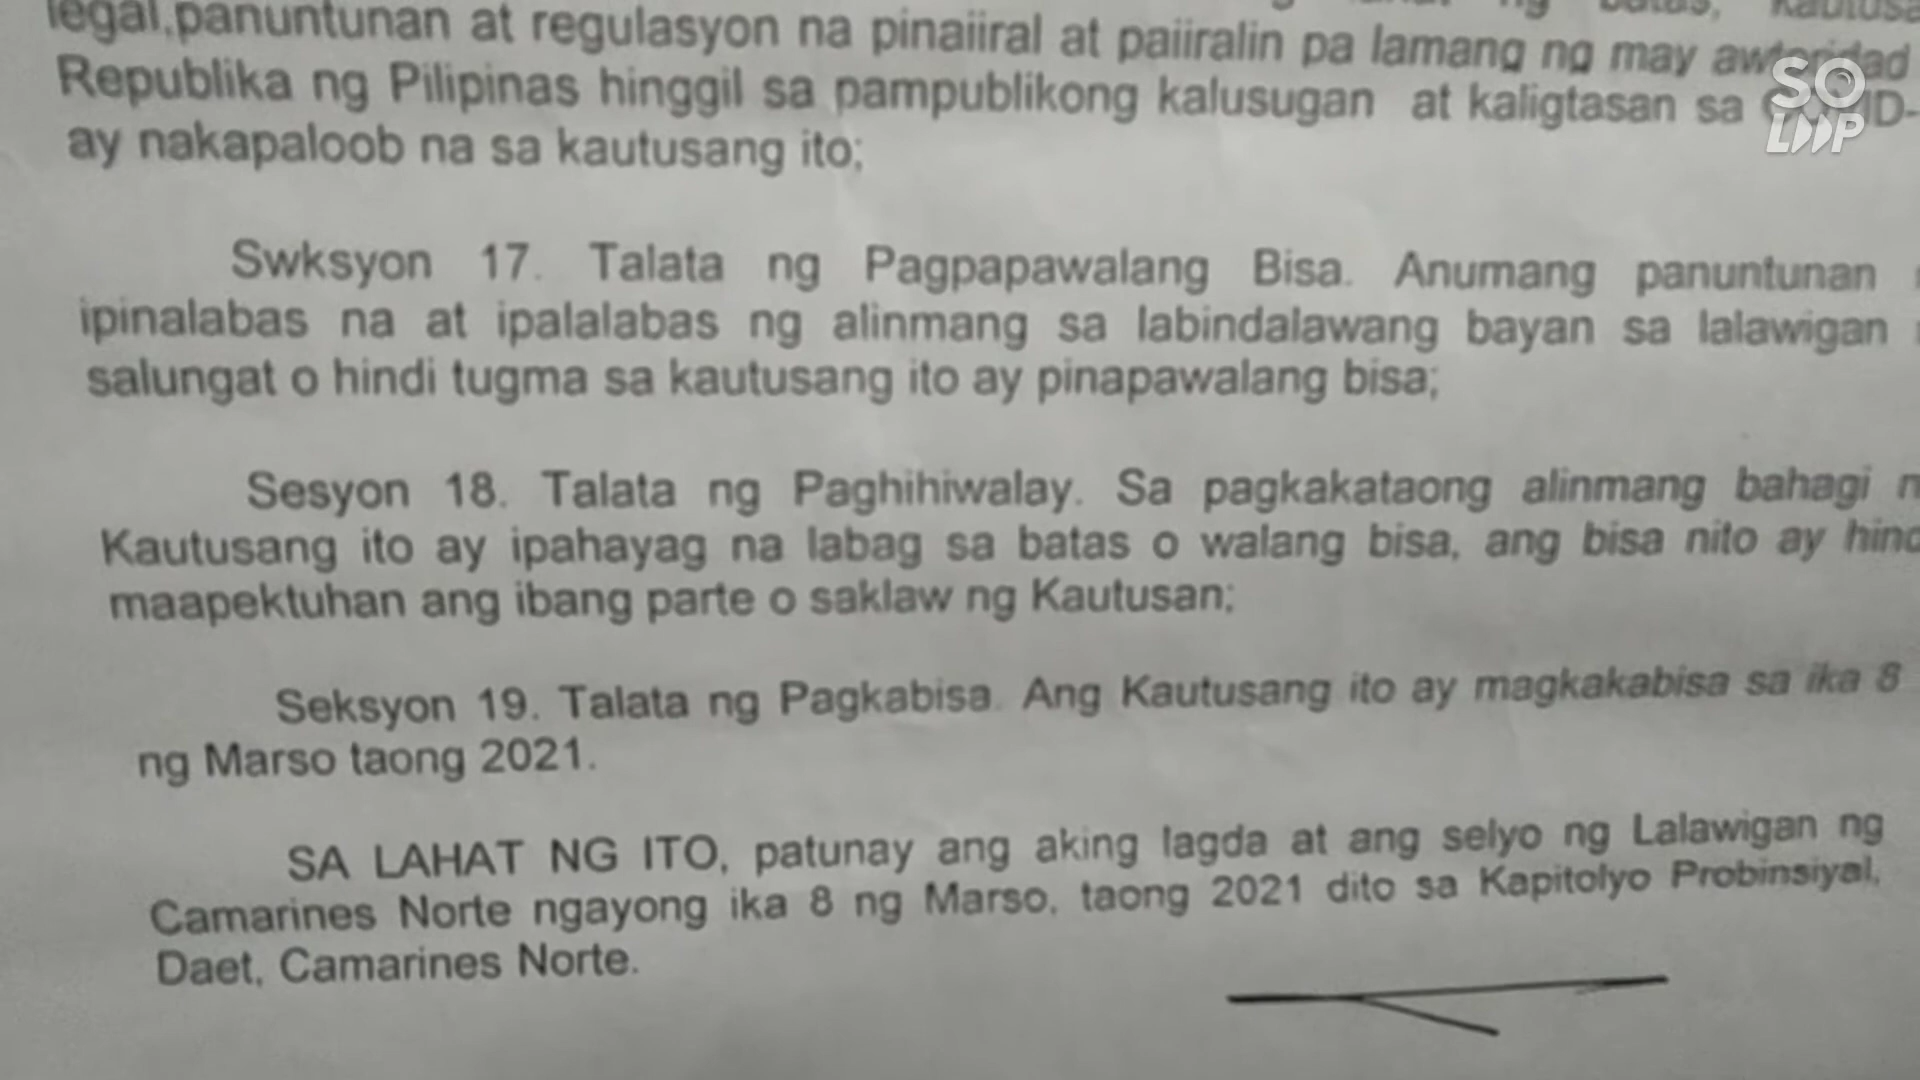 legal,panuntunan at regulasyon na pinaiiral at paiiralin pa lamang ng may awtoridad
Republika ng Pilipinas hinggil sa pampublikong kalusugan at kaligtasan sa
ay nakapaloob na sa kautusang ito;
Swksyon 17. Talata ng Pagpapawalang Bisa. Anumang panuntunan
ipinalabas na at ipalalabas ng alinmang sa labindalawang bayan sa lalawigan
salungat o hindi tugma sa kautusang ito ay pinapawalang bisa;
Sesyon 18. Talata ng Paghihiwalay. Sa pagkakataong alinmang bahagi
Kautusang ito ay ipahayag na labag sa batas o walang bisa, ang bisa nito ay
maapektuhan ang ibang parte o saklaw ng Kautusan;
Seksyon 19. Talata ng Pagkabisa. Ang Kautusang ito ay magkakabisa sa ika 8
ng Marso taong 2021.
SA LAHAT NG ITO, patunay ang aking lagda at ang selyo ng Lalawigan ng
Camarines Norte ngayong ika 8 ng Marso, taong 2021 dito sa Kapitolyo Probinsiyal,
Daet, Camarines Norte.
SO
LOOP